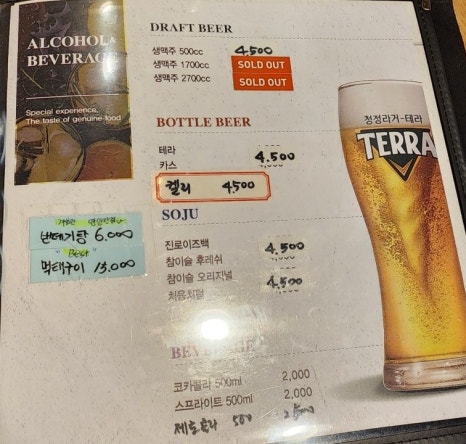 ALCOHOL&
BEVERAGE
Special experience,
The taste of genuine food
DRAFT BEER
생맥주 500cc 4,500
생맥주 1700cc SOLD OUT
생맥주 2700cc SOLD OUT
BOTTLE BEER
테라
카스 4,500
켈리 4,500
번데기탕 6.000
"Best"
먹태구이 13.000
SOJU
진로이즈백 4,500
참이슬 후레쉬
참이슬 오리지널 4,500
처음처럼
BEVERAGE
코카콜라 500ml 2,000
스프라이트 500ml 2,000
제로콜라 500
청정라거-테라
TERRA